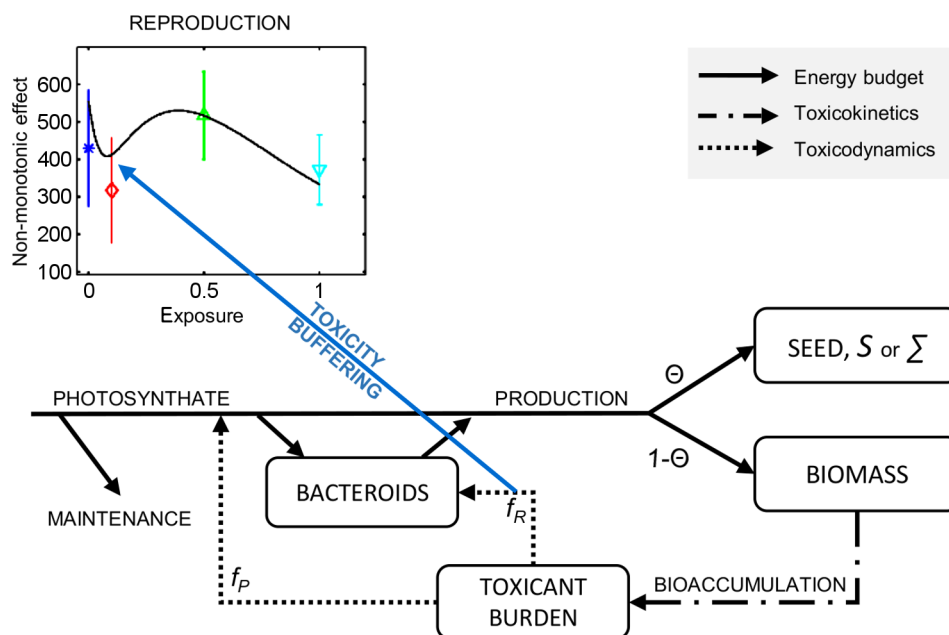 REPRODUCTION
Non-monotonic effect
600
500
400
300
200
100
0
0.5
1
Exposure
Energy budget
Toxicokinetics
Toxicodynamics
TOXICITY
BUFFERING
PHOTOSYNTHATE
PRODUCTION
Θ
SEED, S or Σ
1-Θ
BIOMASS
MAINTENANCE
BACTEROIDS
f_R
f_P
TOXICANT
BURDEN
BIOACCUMULATION